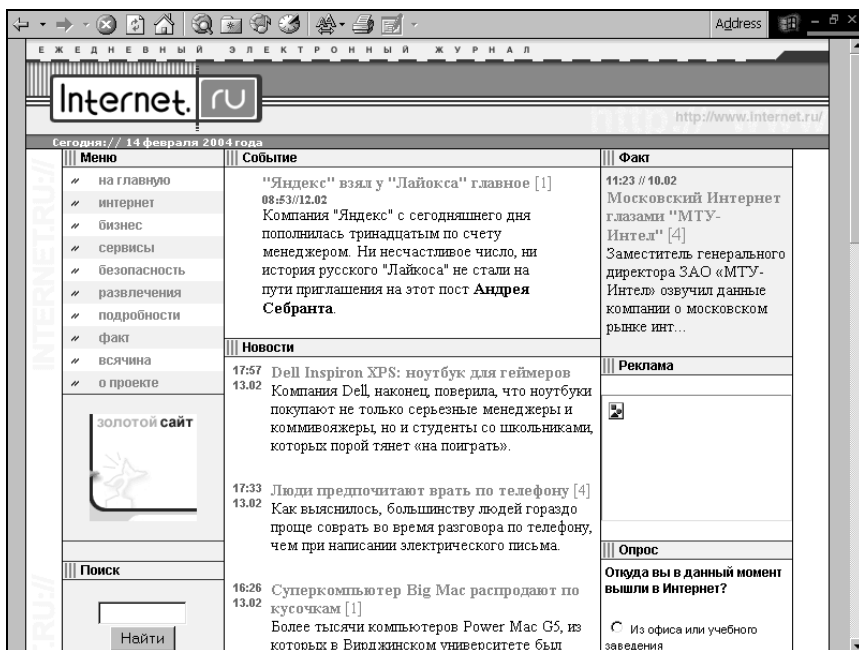 Address
ЕЖЕДНЕВНЫЙ ЭЛЕКТРОННЫЙ ЖУРНАЛ
Internet.ru
http://www.internet.ru/
Сегодня:// 14 февраля 2004 года
Меню
на главную
интернет
бизнес
сервисы
безопасность
развлечения
подробности
факт
всячина
о проекте
золотой сайт
Поиск
Найти
Событие
"Яндекс" взял у "Лайокса" главное [1]
08:53//12.02
Компания "Яндекс" с сегодняшнего дня
пополнилась тринадцатым по счету
менеджером. Ни несчастливое число, ни
история русского "Лайкоса" не стали на
пути приглашения на этот пост Андрея
Себранта.
Новости
17:57
13.02
Dell Inspiron XPS: ноутбук для геймеров
Компания Dell, наконец, поверила, что ноутбуки
покупают не только серьезные менеджеры и
коммивояжеры, но и студенты со школьниками,
которых порой тянет «на поиграть».
17:33
13.02
Люди предпочитают врать по телефону [4]
Как выяснилось, большинству людей гораздо
проще соврать во время разговора по телефону,
чем при написании электрического письма.
16:26
13.02
Суперкомпьютер Big Mac распродают по
кусочкам [1]
Более тысячи компьютеров Power Mac G5, из
которых в Вирджинском университете был
Факт
11:23 // 10.02
Московский Интернет
глазами "МТУ-
Интел" [4]
Заместитель генерального
директора ЗАО «МТУ-
Интел» озвучил данные
компании о московском
рынке инт...
Реклама
Опрос
Откуда вы в данный момент
вышли в Интернет?
Из офиса или учебного
заведения
INTERNET.RU://
ET.RU://
http://www